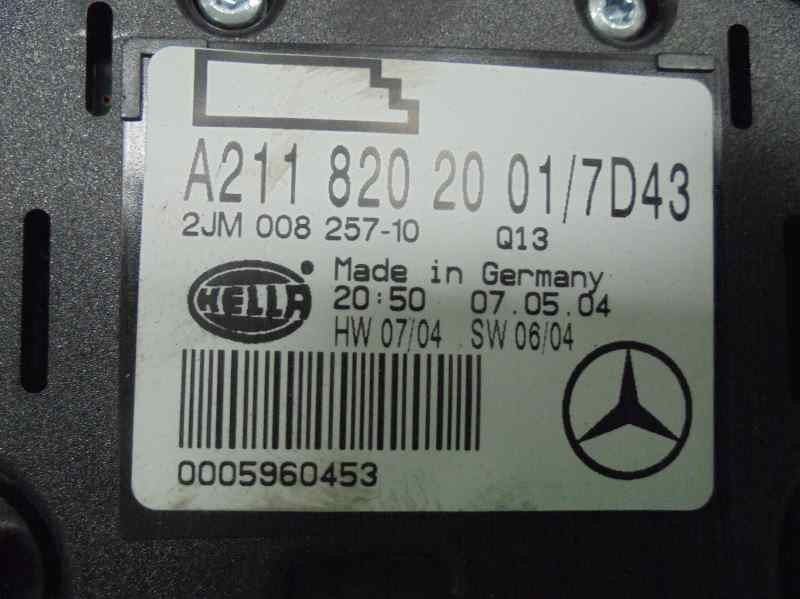 A211 820 20 01/7D43
2JM 008 257-10 Q13
HELLA
Made in Germany
20:50 07.05.04
HW 07/04 SW 06/04
0005960453